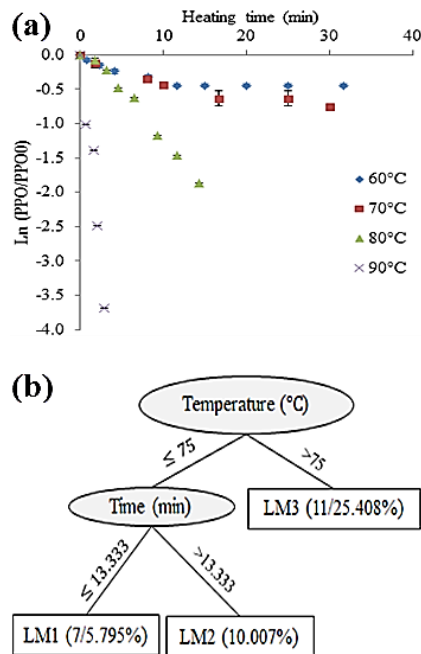 (a)
Heating time (min)
0 10 20 30 40
0.0
-0.5
-1.0
-1.5
-2.0
-2.5
-3.0
-3.5
-4.0
Ln (PPO/PPO0)
60°C
70°C
80°C
90°C
(b)
Temperature (°C)
≤ 75
>75
Time (min)
LM3 (11/25.408%)
≤ 13.333
>13.333
LM1 (7/5.795%)
LM2 (10.007%)